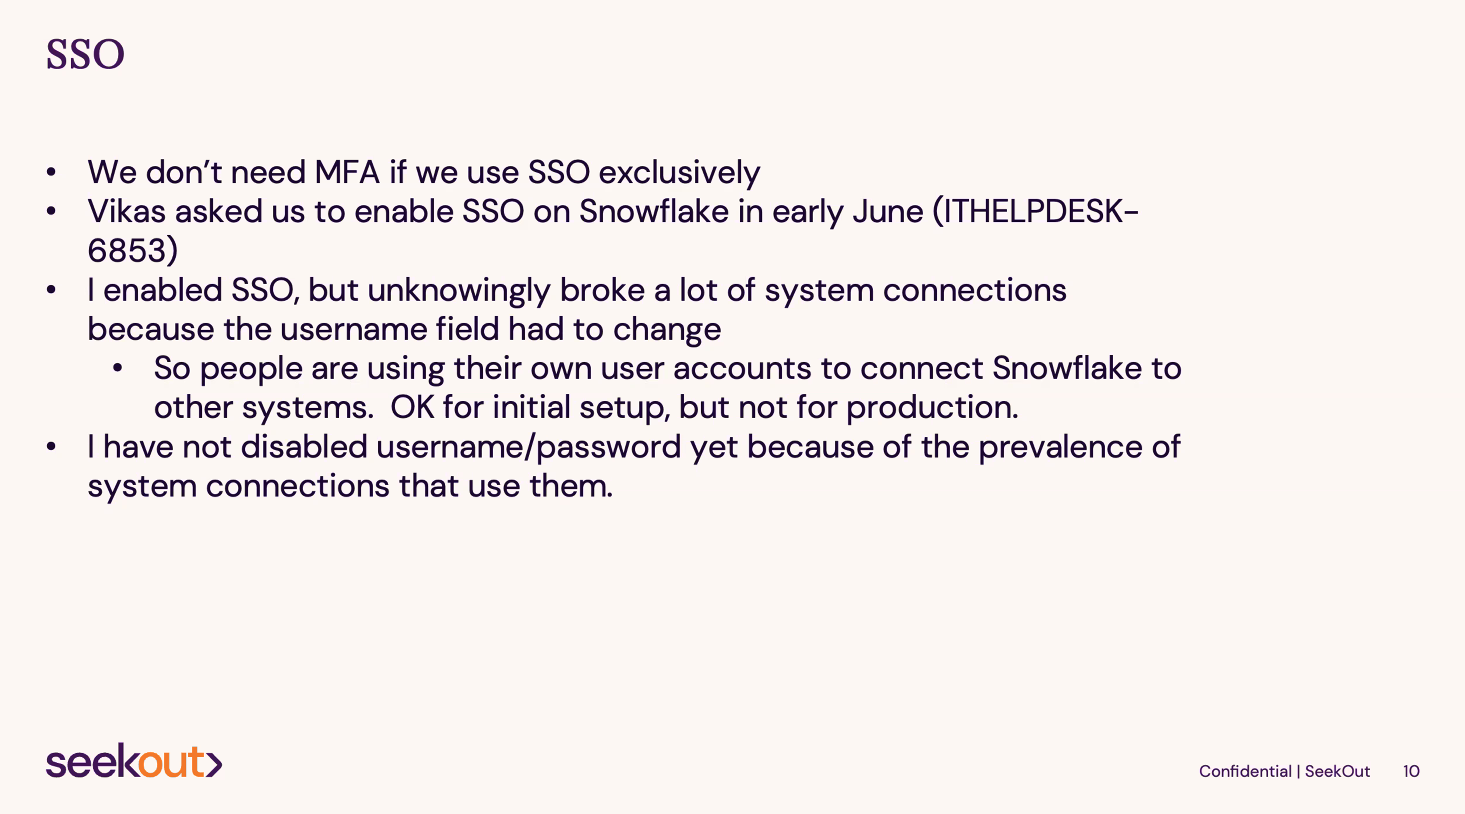 SSO
• We don’t need MFA if we use SSO exclusively
• Vikas asked us to enable SSO on Snowflake in early June (ITHELPDESK-
6853)
• I enabled SSO, but unknowingly broke a lot of system connections
because the username field had to change
• So people are using their own user accounts to connect Snowflake to
other systems.  OK for initial setup, but not for production.
• I have not disabled username/password yet because of the prevalence of
system connections that use them.
seekout>
Confidential | SeekOut 10